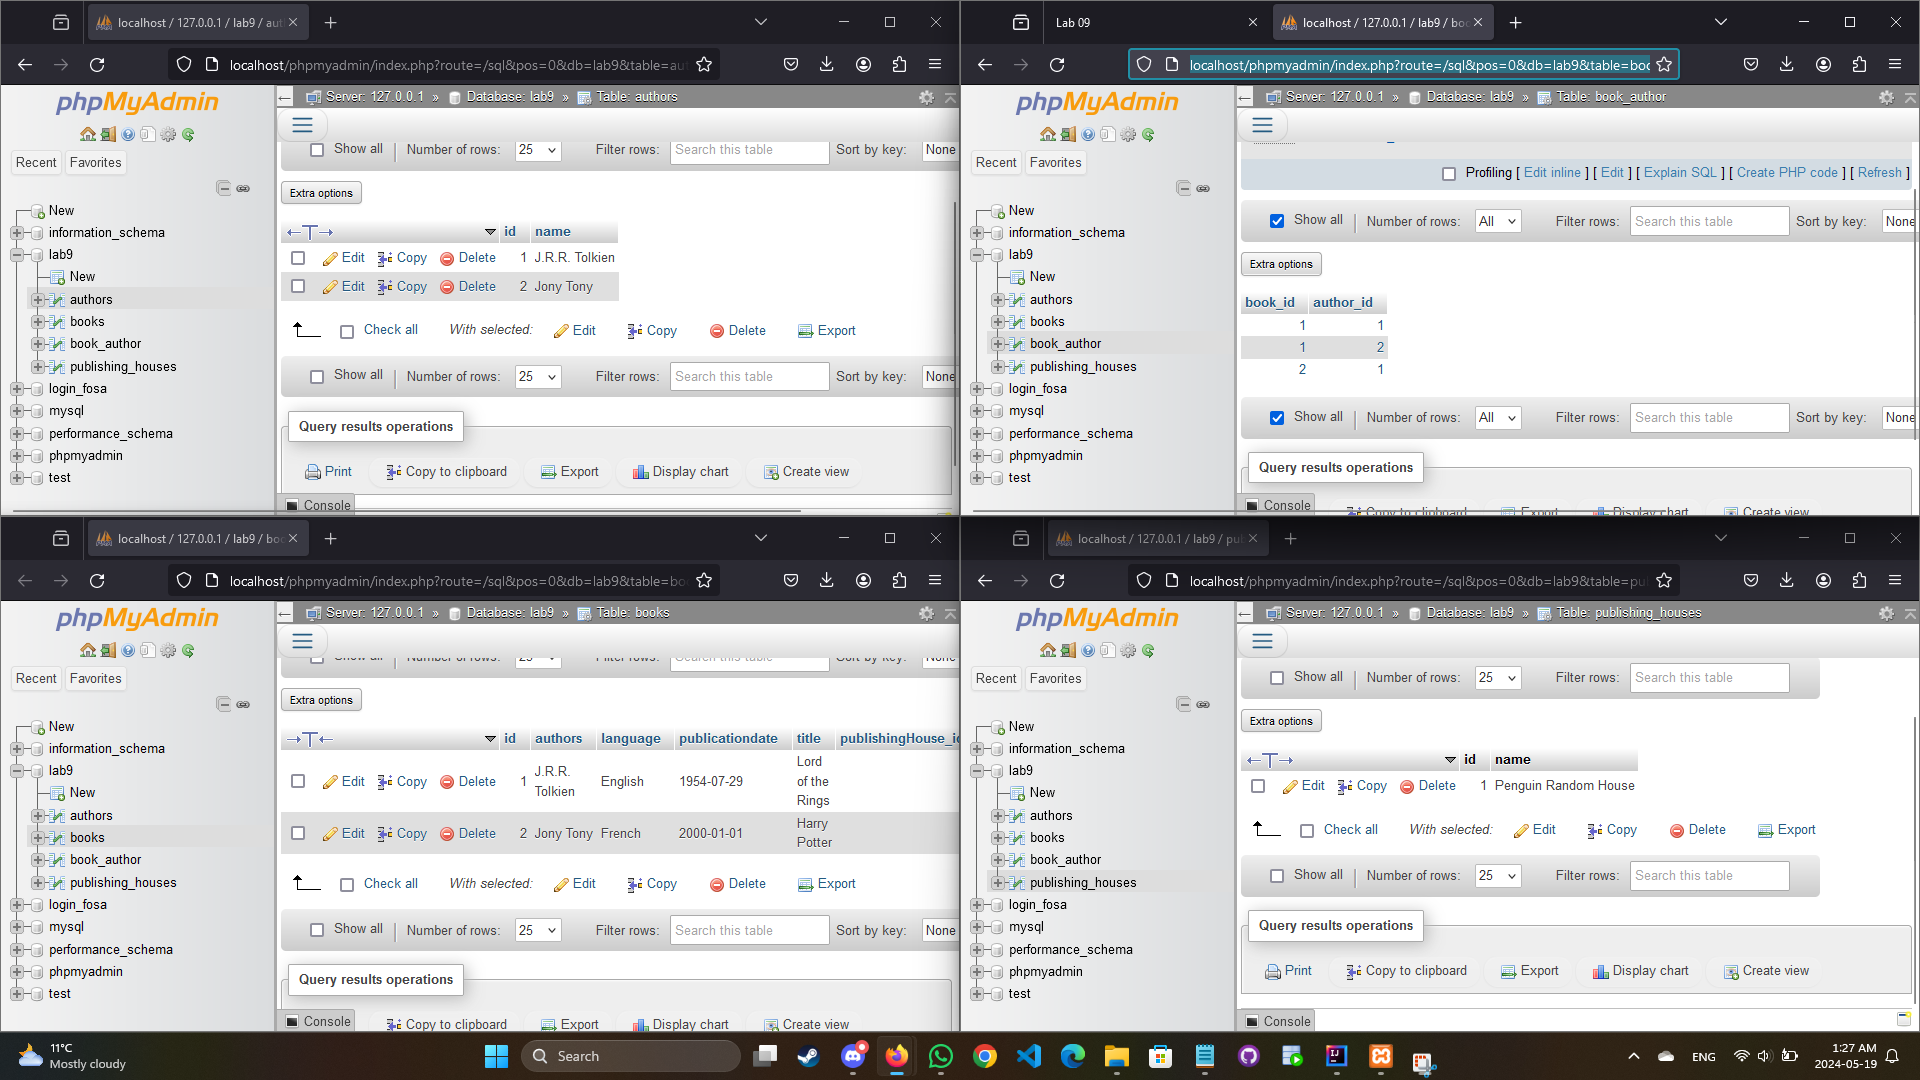 localhost / 127.0.0.1 / lab9 / aut
localhost/phpmyadmin/index.php?route=/sql&pos=0&db=lab9&table=au
phpMyAdmin
Recent Favorites
New
information_schema
lab9
New
authors
books
book_author
publishing_houses
login_fosa
mysql
performance_schema
phpmyadmin
test
Server: 127.0.0.1 » Database: lab9 » Table: authors
Show all Number of rows: 25 Filter rows: Search this table Sort by key: None
Extra options
id name
Edit Copy Delete 1 J.R.R. Tolkien
Edit Copy Delete 2 Jony Tony
Check all With selected: Edit Copy Delete Export
Show all Number of rows: 25 Filter rows: Search this table Sort by key: None
Query results operations
Print Copy to clipboard Export Display chart Create view
Console
Lab 09
localhost / 127.0.0.1 / lab9 / boo
localhost/phpmyadmin/index.php?route=/sql&pos=0&db=lab9&table=boo
phpMyAdmin
Recent Favorites
New
information_schema
lab9
New
authors
books
book_author
publishing_houses
login_fosa
mysql
performance_schema
phpmyadmin
test
Server: 127.0.0.1 » Database: lab9 » Table: book_author
Profiling [ Edit inline ] [ Edit ] [ Explain SQL ] [ Create PHP code ] [ Refresh ]
Show all Number of rows: All Filter rows: Search this table Sort by key: None
Extra options
book_id author_id
1 1
1 2
2 1
Show all Number of rows: All Filter rows: Search this table Sort by key: None
Query results operations
Console Copy to clipboard Export Display chart Create view
localhost / 127.0.0.1 / lab9 / boo
localhost/phpmyadmin/index.php?route=/sql&pos=0&db=lab9&table=bo
phpMyAdmin
Recent Favorites
New
information_schema
lab9
New
authors
books
book_author
publishing_houses
login_fosa
mysql
performance_schema
phpmyadmin
test
Server: 127.0.0.1 » Database: lab9 » Table: books
Show all Number of rows: 25 Filter rows: Search this table Sort by key: None
Extra options
id authors language publicationdate title publishingHouse_id
Edit Copy Delete 1 J.R.R. Tolkien English 1954-07-29 Lord of the Rings
Edit Copy Delete 2 Jony Tony French 2000-01-01 Harry Potter
Check all With selected: Edit Copy Delete Export
Show all Number of rows: 25 Filter rows: Search this table Sort by key: None
Query results operations
Console Copy to clipboard Export Display chart Create view
localhost / 127.0.0.1 / lab9 / pub
localhost/phpmyadmin/index.php?route=/sql&pos=0&db=lab9&table=pu
phpMyAdmin
Recent Favorites
New
information_schema
lab9
New
authors
books
book_author
publishing_houses
login_fosa
mysql
performance_schema
phpmyadmin
test
Server: 127.0.0.1 » Database: lab9 » Table: publishing_houses
Show all Number of rows: 25 Filter rows: Search this table
Extra options
id name
Edit Copy Delete 1 Penguin Random House
Check all With selected: Edit Copy Delete Export
Show all Number of rows: 25 Filter rows: Search this table
Query results operations
Print Copy to clipboard Export Display chart Create view
Console
11°C
Mostly cloudy
Search
ENG
1:27 AM
2024-05-19